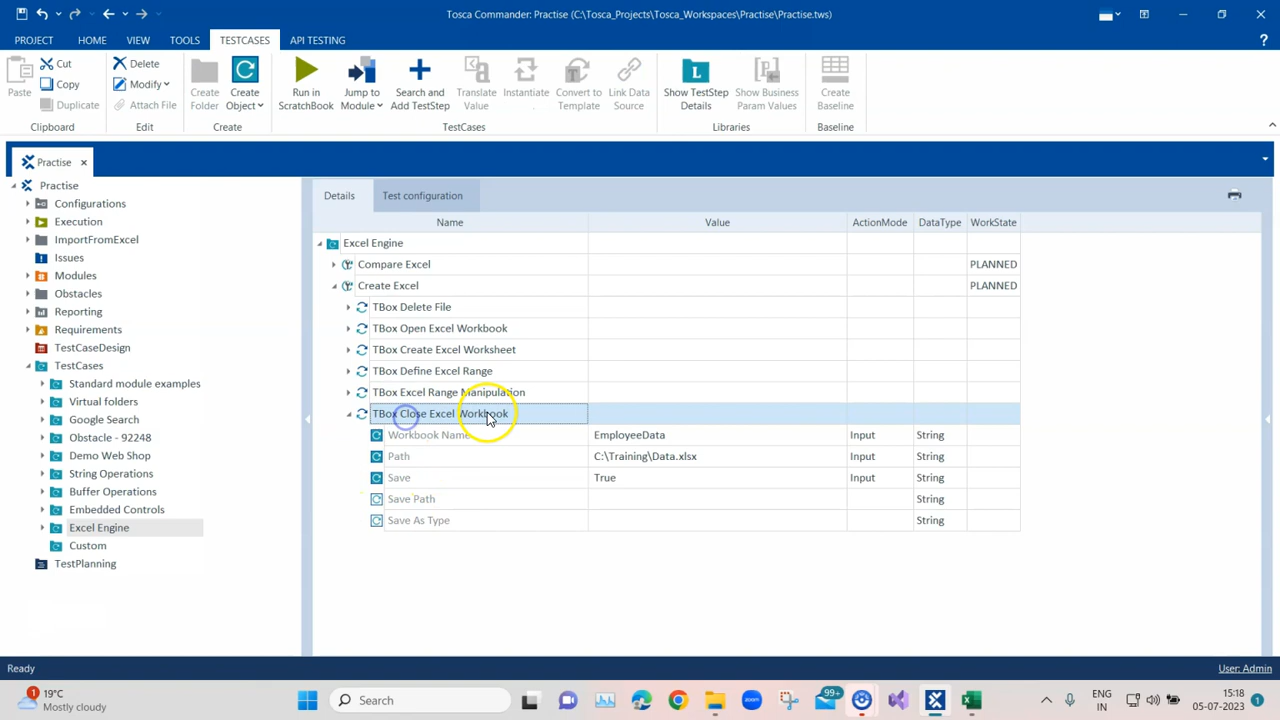 Tosca Commander: Practise (C:\Tosca_Projects\Tosca_Workspaces\Practise\Practise.tws)
PROJECT HOME VIEW TOOLS TESTCASES API TESTING ?
Paste
Cut
Copy
Duplicate
Clipboard
Delete
Modify
Attach File
Edit
Create Folder
Create Object
Create
Run in ScratchBook
Jump to Module
Search and Add TestStep
Translate Value
Instantiate
Convert to Template
Link Data Source
TestCases
Show TestStep Details
Show Business Param Values
Libraries
Create Baseline
Baseline
Practise ×
Practise
Configurations
Execution
ImportFromExcel
Issues
Modules
Obstacles
Reporting
Requirements
TestCaseDesign
TestCases
Standard module examples
Virtual folders
Google Search
Obstacle - 92248
Demo Web Shop
String Operations
Buffer Operations
Embedded Controls
Excel Engine
Custom
TestPlanning
Details Test configuration
Name Value ActionMode DataType WorkState
Excel Engine
Compare Excel PLANNED
Create Excel PLANNED
TBox Delete File
TBox Open Excel Workbook
TBox Create Excel Worksheet
TBox Define Excel Range
TBox Excel Range Manipulation
TBox Close Excel Workbook
Workbook Name EmployeeData Input String
Path C:\Training\Data.xlsx Input String
Save True Input String
Save Path String
Save As Type String
Ready User: Admin
1
19°C
Mostly cloudy
Search
99+
ENG
IN
15:18
05-07-2023
1